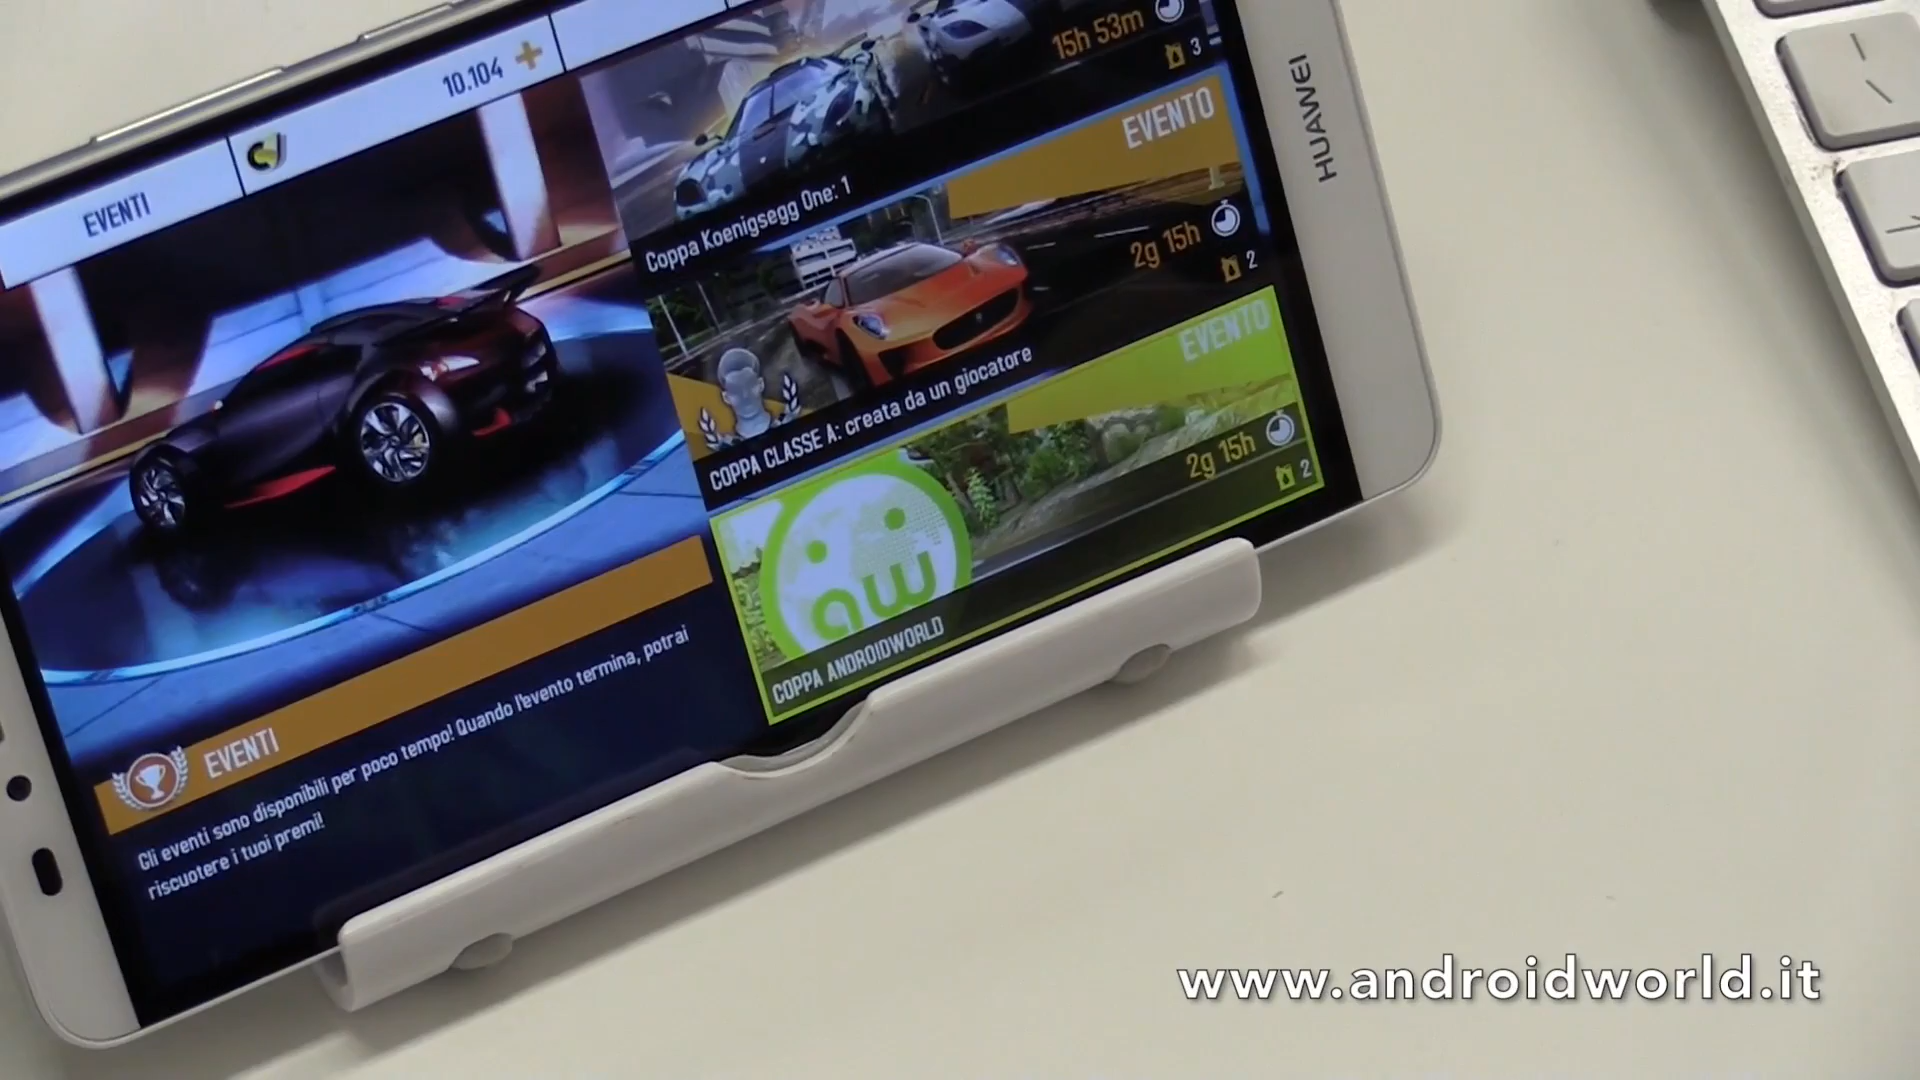 EVENTI
10.104
15h 53m
3
Coppa Koenigsegg One: 1
EVENTO
2g 15h
2
COPPA CLASSE A: creata da un giocatore
EVENTO
2g 15h
2
aw
COPPA ANDROIDWORLD
EVENTI
Gli eventi sono disponibili per poco tempo! Quando l'evento termina, potrai
riscuotere i tuoi premi!
HUAWEI
www.androidworld.it